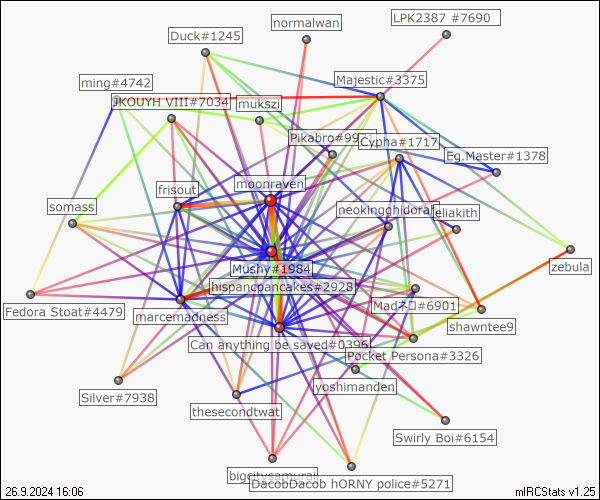 LPK2387 #7690
normalwan
Duck#1245
Majestic#3375
ming#4742
JKOUYH VIII#7034
mukszi
Pikabro#99
Cypha#1717
Eg.Master#1378
moonraven
frisout
somass
neokingghidorah
eliakith
zebula
Mushy#1984
hispancpancakes#2928
Madネコ#6901
Fedora Stoat#4479
marcemadness
shawntee9
Can anything be saved#0396
Pocket Persona#3326
yoshimanden
Silver#7938
thesecondtwat
Swirly Boi#6154
bigcitysamurai
DacobDacob hORNY police#5271
26.9.2024 16:06
mIRCStats v1.25